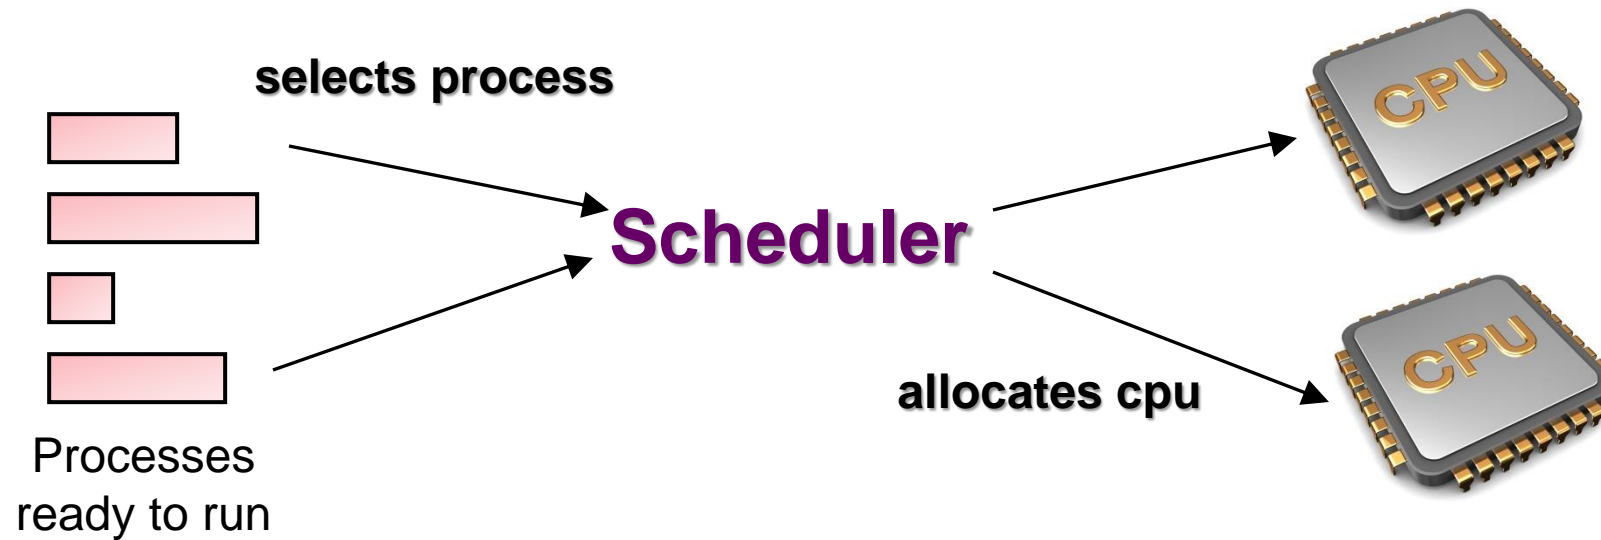 selects process
CPU
Scheduler
allocates cpu
CPU
Processes
ready to run